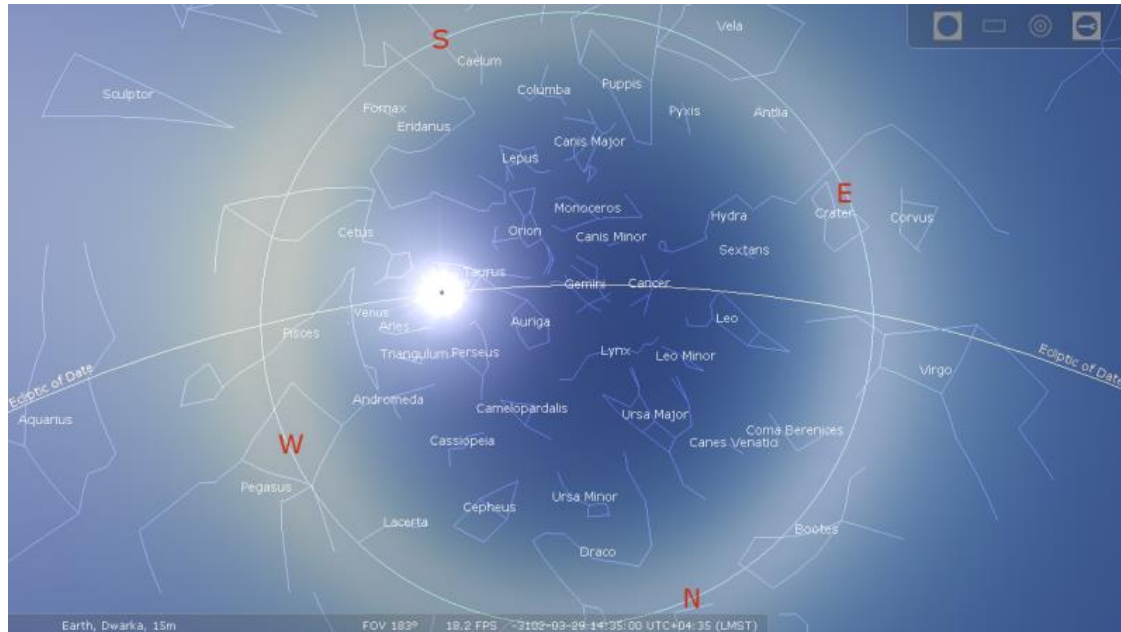 Vela
S
Caelum
Puppis
Columba
Sculptor
Fornax
Pyxis
Antlia
Eridanus
Canis Major
Lepus
E
Monoceros
Hydra
Crater
Corvus
Cetus
Orion
Canis Minor
Sextans
Taurus
Gemini
Cancer
Venus
Auriga
Leo
Aries
Pisces
Triangulum
Perseus
Lynx
Leo Minor
Ecliptic of Date
Virgo
Ecliptic of Date
Andromeda
Camelopardalis
Ursa Major
Aquarius
Coma Berenices
W
Cassiopeia
Canes Venatici
Pegasus
Ursa Minor
Cepheus
Lacerta
Bootes
Draco
N
Earth, Dwarka, 15m FOV 183° 18.2 FPS -3102-03-29 14:35:00 UTC+04:35 (LMST)